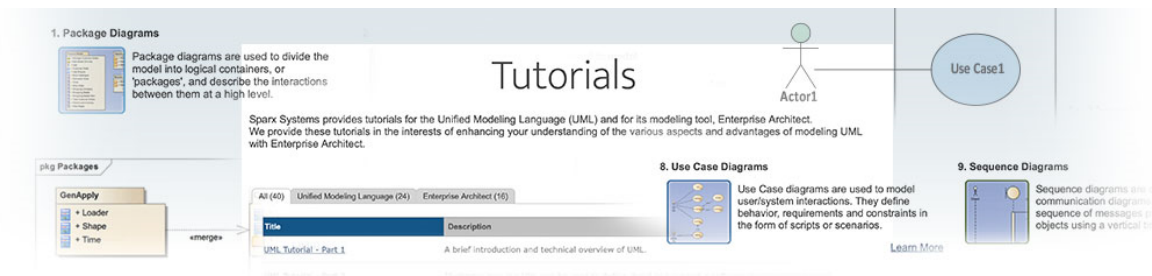 1. Package Diagrams
Package diagrams are used to divide the
model into logical containers, or
'packages', and describe the interactions
between them at a high level.
Tutorials
Actor1
Use Case1
Sparx Systems provides tutorials for the Unified Modeling Language (UML) and for its modeling tool, Enterprise Architect.
We provide these tutorials in the interests of enhancing your understanding of the various aspects and advantages of modeling UML
with Enterprise Architect.
pkg Packages
GenApply
+ Loader
+ Shape
+ Time
«merge»
All (40)
Unified Modeling Language (24)
Enterprise Architect (16)
Title
Description
UML Tutorial - Part 1
A brief introduction and technical overview of UML.
8. Use Case Diagrams
Use Case diagrams are used to model
user/system interactions. They define
behavior, requirements and constraints in
the form of scripts or scenarios.
Learn More
9. Sequence Diagrams
Sequence diagrams are
communication diagrams
sequence of messages
objects using a vertical